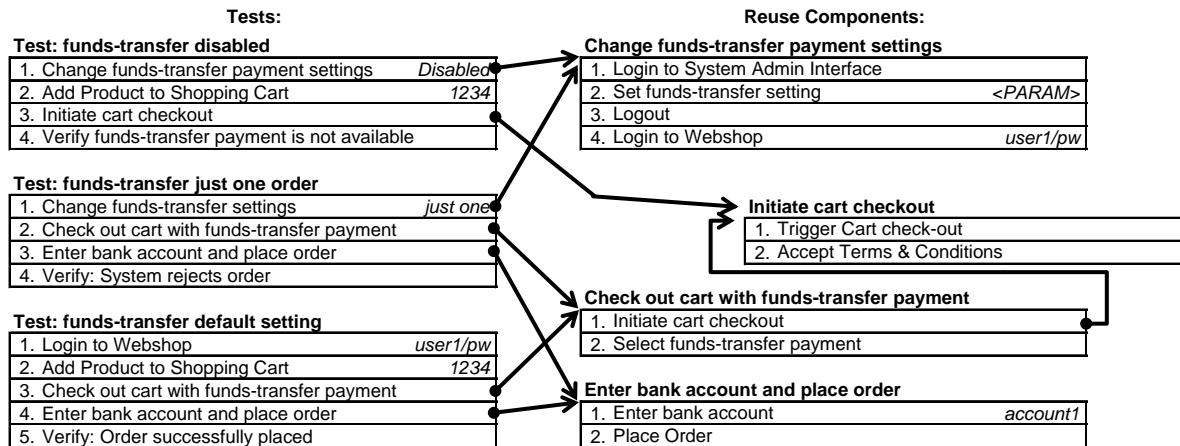 Tests:
Test: funds-transfer disabled
1. Change funds-transfer payment settings Disabled
2. Add Product to Shopping Cart 1234
3. Initiate cart checkout
4. Verify funds-transfer payment is not available
Test: funds-transfer just one order
1. Change funds-transfer settings just one
2. Check out cart with funds-transfer payment
3. Enter bank account and place order
4. Verify: System rejects order
Test: funds-transfer default setting
1. Login to Webshop user1/pw
2. Add Product to Shopping Cart 1234
3. Check out cart with funds-transfer payment
4. Enter bank account and place order
5. Verify: Order successfully placed
Reuse Components:
Change funds-transfer payment settings
1. Login to System Admin Interface
2. Set funds-transfer setting <PARAM>
3. Logout
4. Login to Webshop user1/pw
Initiate cart checkout
1. Trigger Cart check-out
2. Accept Terms & Conditions
Check out cart with funds-transfer payment
1. Initiate cart checkout
2. Select funds-transfer payment
Enter bank account and place order
1. Enter bank account account1
2. Place Order